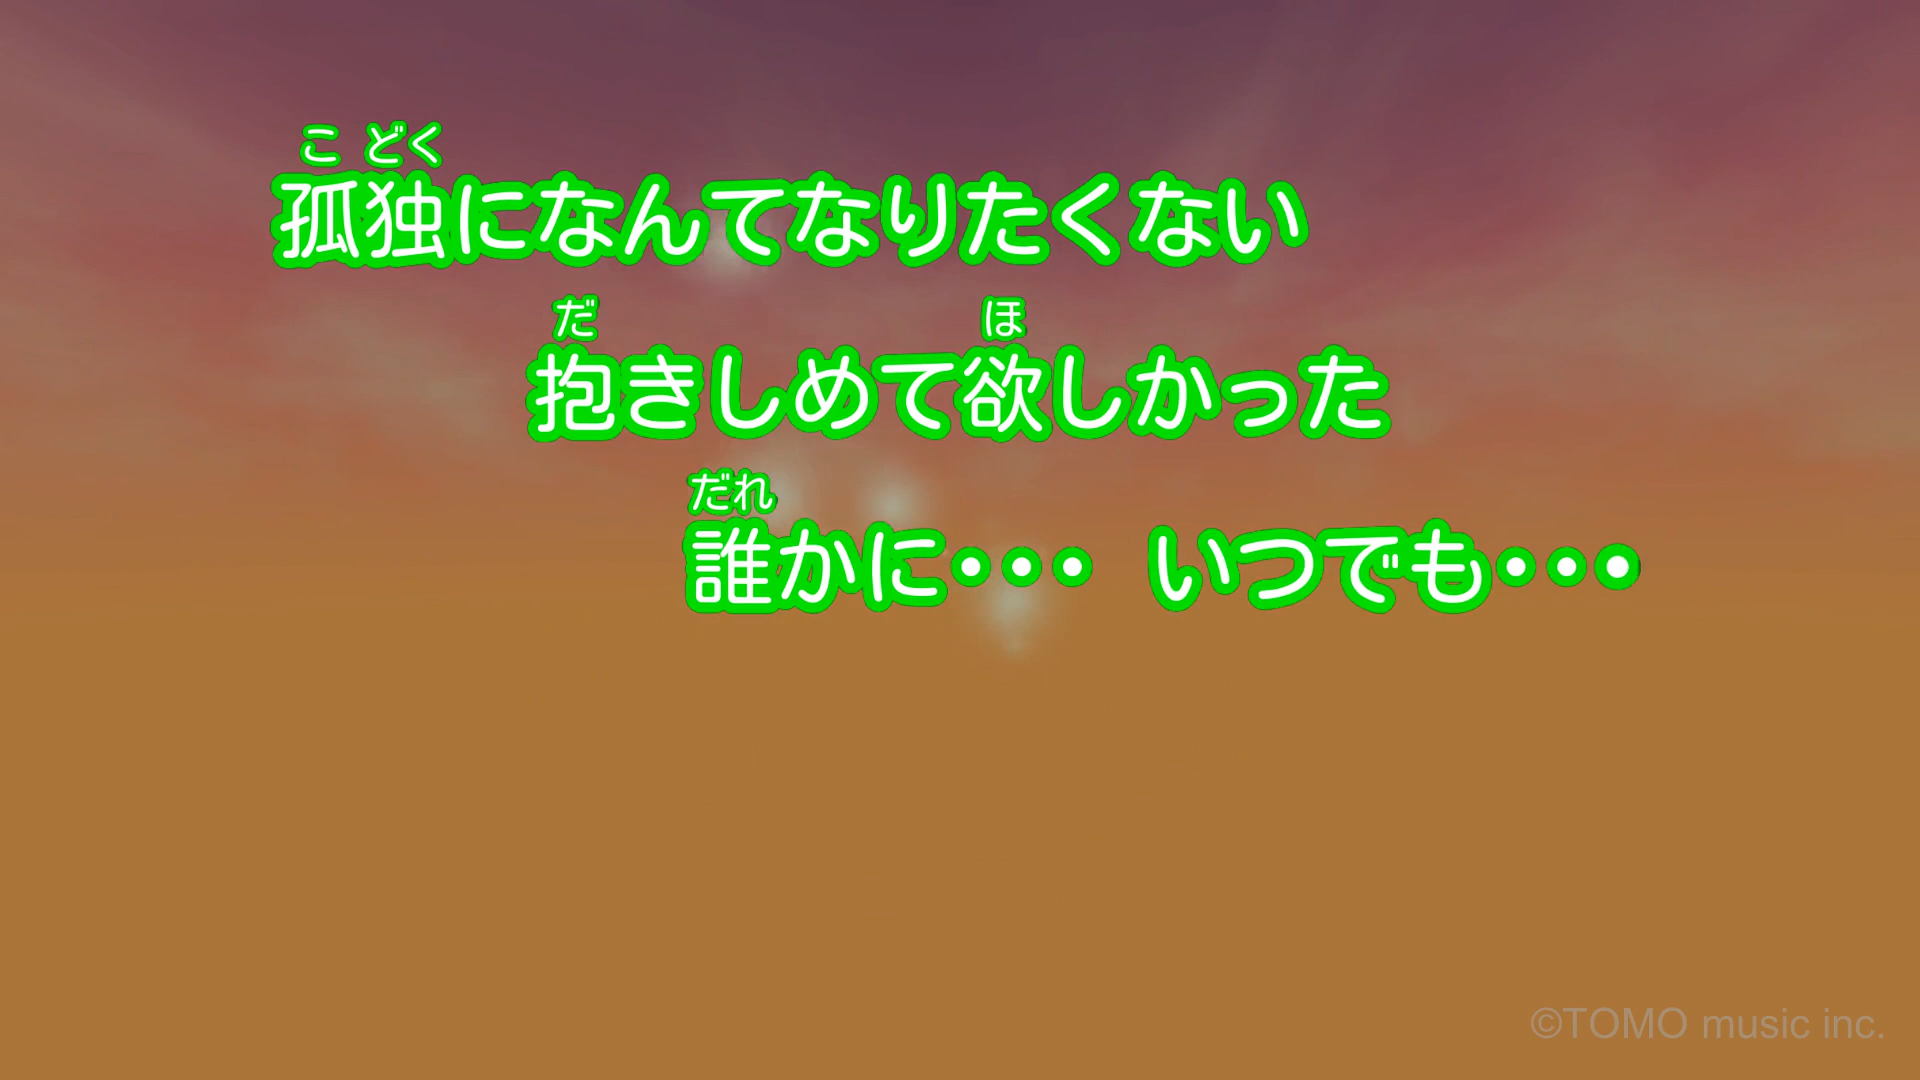 こ どく
孤独になんてなりたくない
だ ほ
抱きしめて欲しかった
だれ
誰かに・・・ いつでも・・・
©TOMO music inc.